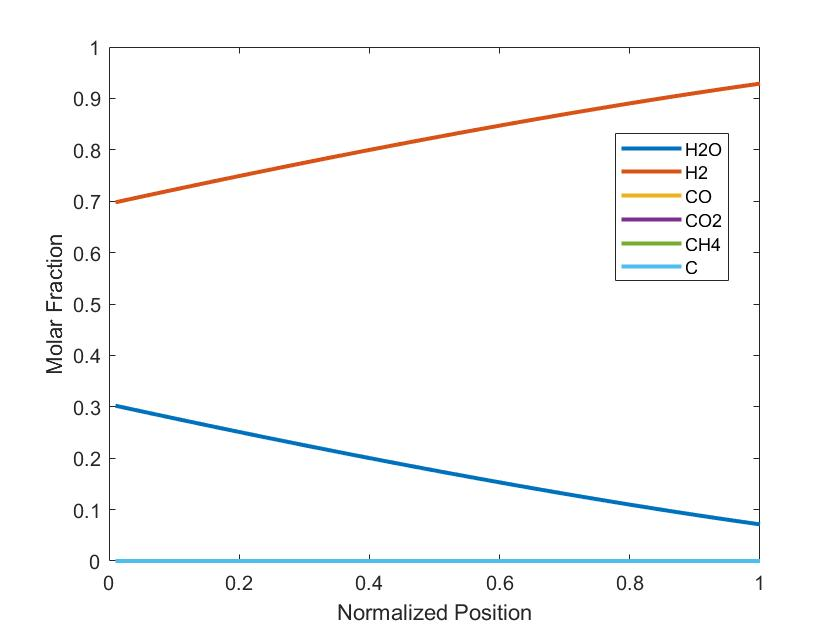 1
0.9
0.8
0.7
0.6
0.5
0.4
0.3
0.2
0.1
0
Molar Fraction
H2O
H2
CO
CO2
CH4
C
0 0.2 0.4 0.6 0.8 1
Normalized Position